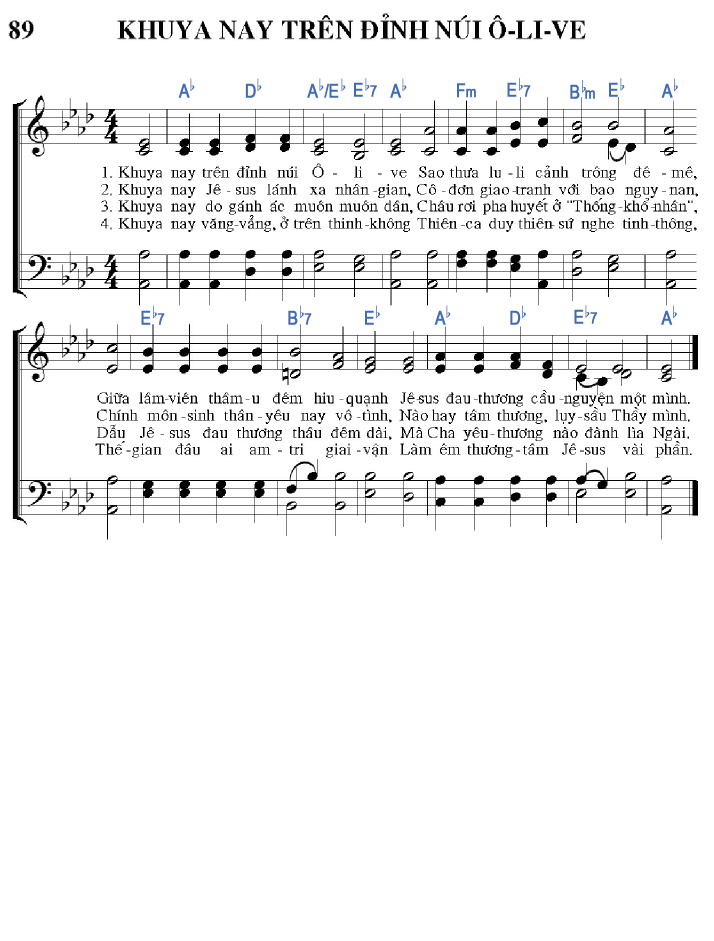 89 KHUYA NAY TRÊN ĐỈNH NÚI Ô-LI-VE
A♭ D♭ A♭/E♭ E♭7 A♭ Fm E♭7 B♭m E♭ A♭
4
4
1. Khuya nay trên đỉnh núi Ô - li - ve Sao thưa lu - li cảnh trông đê - mê,
2. Khuya nay Jê - sus lánh xa nhân - gian, Cô - đơn giao - tranh với bao nguy - nan,
3. Khuya nay do gánh ác muôn muôn dân, Châu rơi pha huyết ở "Thống - khổ - nhân",
4. Khuya nay văng - vẳng, ở trên thinh - không Thiên - ca duy thiên - sứ nghe tinh - thông,
4
4
E♭7 B♭7 E♭ A♭ D♭ E♭7 A♭
Giữa lâm - viên thâm - u đêm hiu - quạnh Jê - sus đau - thương cầu - nguyện một mình.
Chính môn - sinh thân - yêu nay vô - tình, Nào hay tâm thương, lụy - sầu Thầy mình.
Dẫu Jê - sus đau thương thâu đêm dài, Mà Cha yêu - thương nào đành lìa Ngài.
Thế - gian đâu ai am - tri giai - vận Làm êm thương - tâm Jê - sus vài phần.